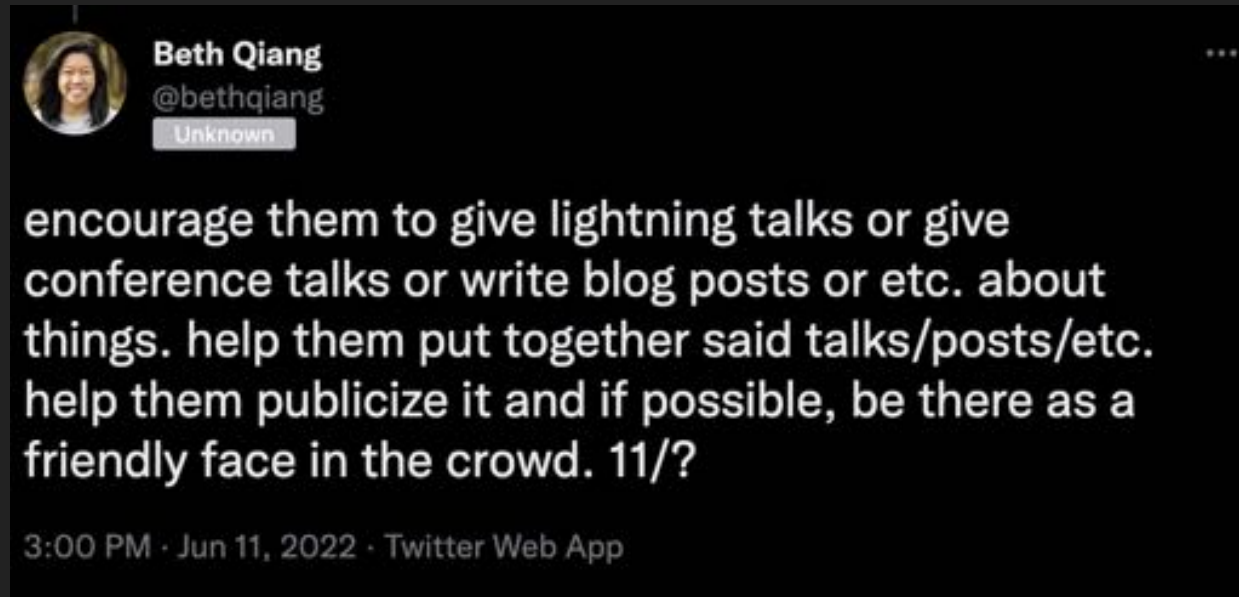 Beth Qiang
@bethqiang
Unknown
encourage them to give lightning talks or give
conference talks or write blog posts or etc. about
things. help them put together said talks/posts/etc.
help them publicize it and if possible, be there as a
friendly face in the crowd. 11/?
3:00 PM · Jun 11, 2022 · Twitter Web App